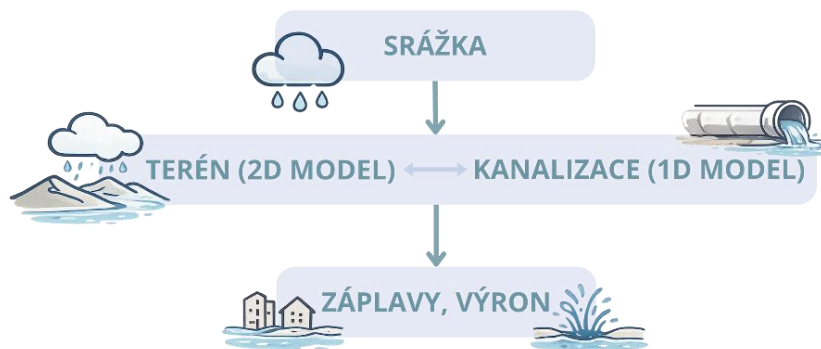 SRÁŽKA
TERÉN (2D MODEL) KANALIZACE (1D MODEL)
ZÁPLAVY, VÝRON